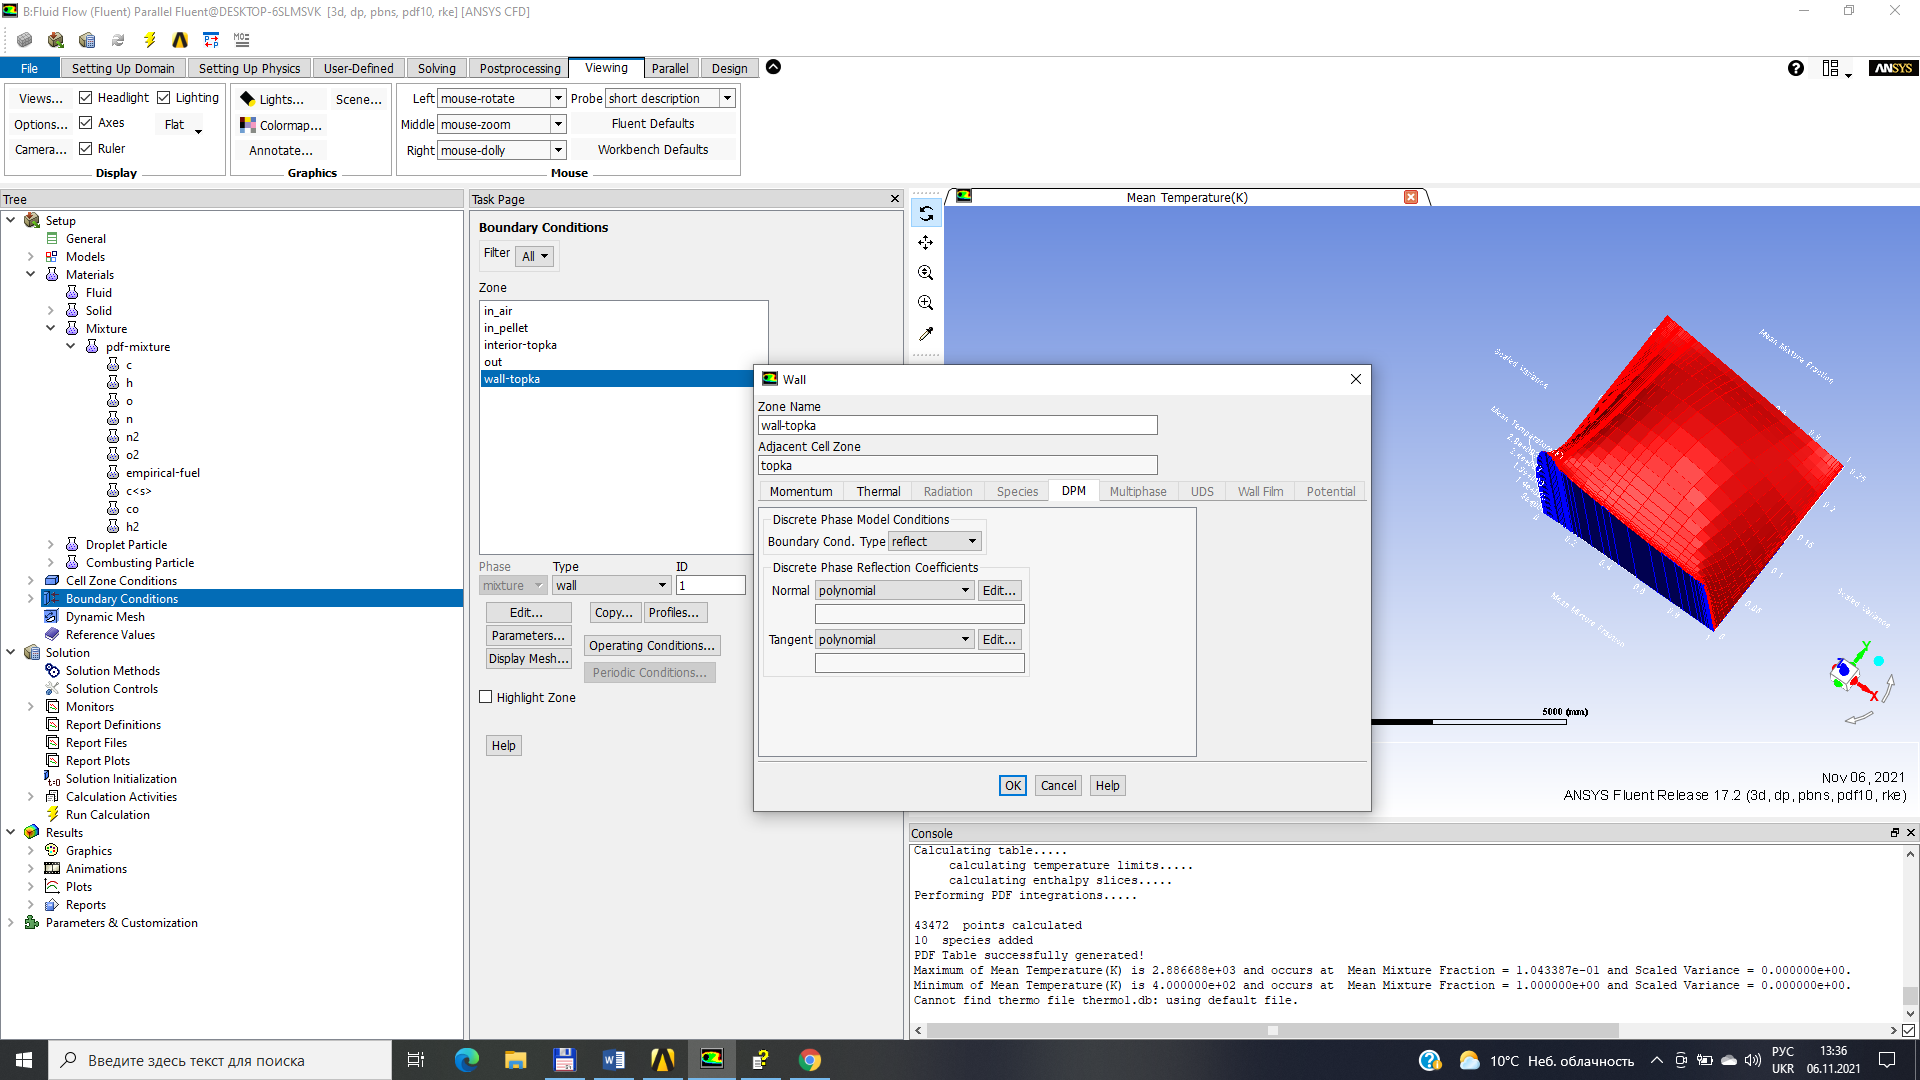 B:Fluid Flow (Fluent) Parallel Fluent@DESKTOP-6SLMSVK [3d, dp, pbns, pdf10, rke] [ANSYS CFD]
File
Setting Up Domain
Setting Up Physics
User-Defined
Solving
Postprocessing
Viewing
Parallel
Design
ANSYS
Views...
Headlight
Lighting
Options...
Axes
Flat
Camera...
Ruler
Display
Lights...
Scene...
Colormap...
Annotate...
Graphics
Left mouse-rotate
Probe short description
Middle mouse-zoom
Fluent Defaults
Right mouse-dolly
Workbench Defaults
Mouse
Tree
Setup
General
Models
Materials
Fluid
Solid
Mixture
pdf-mixture
c
h
o
n
n2
o2
empirical-fuel
c<s>
co
h2
Droplet Particle
Combusting Particle
Cell Zone Conditions
Boundary Conditions
Dynamic Mesh
Reference Values
Solution
Solution Methods
Solution Controls
Monitors
Report Definitions
Report Files
Report Plots
Solution Initialization
Calculation Activities
Run Calculation
Results
Graphics
Animations
Plots
Reports
Parameters & Customization
Task Page
Boundary Conditions
Filter All
Zone
in_air
in_pellet
interior-topka
out
wall-topka
Phase
Type
ID
mixture
wall
1
Edit...
Copy...
Profiles...
Parameters...
Operating Conditions...
Display Mesh...
Periodic Conditions...
Highlight Zone
Help
Mean Temperature(K)
Wall
Zone Name
wall-topka
Adjacent Cell Zone
topka
Momentum
Thermal
Radiation
Species
DPM
Multiphase
UDS
Wall Film
Potential
Discrete Phase Model Conditions
Boundary Cond. Type reflect
Discrete Phase Reflection Coefficients
Normal polynomial Edit...
Tangent polynomial Edit...
OK
Cancel
Help
Scaled Variance
Mean Mixture Fraction
Mean Mixture Fraction
Scaled Variance
Y
Z
X
5000 (mm)
Nov 06, 2021
ANSYS Fluent Release 17.2 (3d, dp, pbns, pdf10, rke)
Console
Calculating table.....
calculating temperature limits.....
calculating enthalpy slices.....
Performing PDF integrations.....
43472 points calculated
10 species added
PDF Table successfully generated!
Maximum of Mean Temperature(K) is 2.886688e+03 and occurs at Mean Mixture Fraction = 1.043387e-01 and Scaled Variance = 0.000000e+00.
Minimum of Mean Temperature(K) is 4.000000e+02 and occurs at Mean Mixture Fraction = 1.000000e+00 and Scaled Variance = 0.000000e+00.
Cannot find thermo file thermol.db: using default file.
Введите здесь текст для поиска
10°C Неб. облачность
РУС
UKR
13:36
06.11.2021